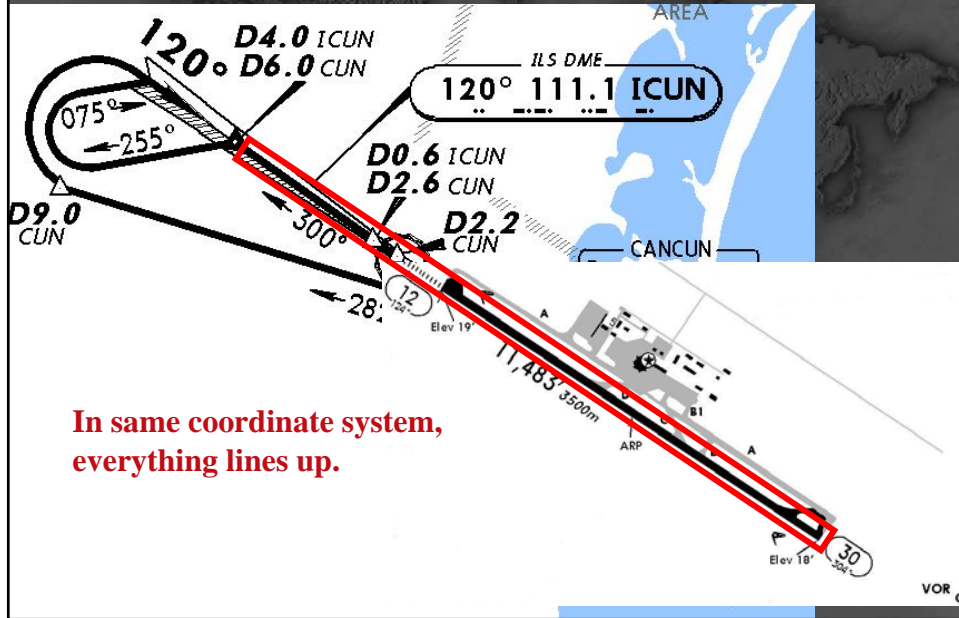 AREA
120°
D4.0 ICUN
D6.0 CUN
ILS DME
120° 111.1 ICUN
075°
255°
D0.6 ICUN
D2.6 CUN
D9.0
CUN
300°
D2.2
CUN
CANCUN
28
12
124°
Elev 19'
A
11,483' 3500m
D
C
B1
B
A
ARP
In same coordinate system,
everything lines up.
Elev 18'
30
304°
VOR